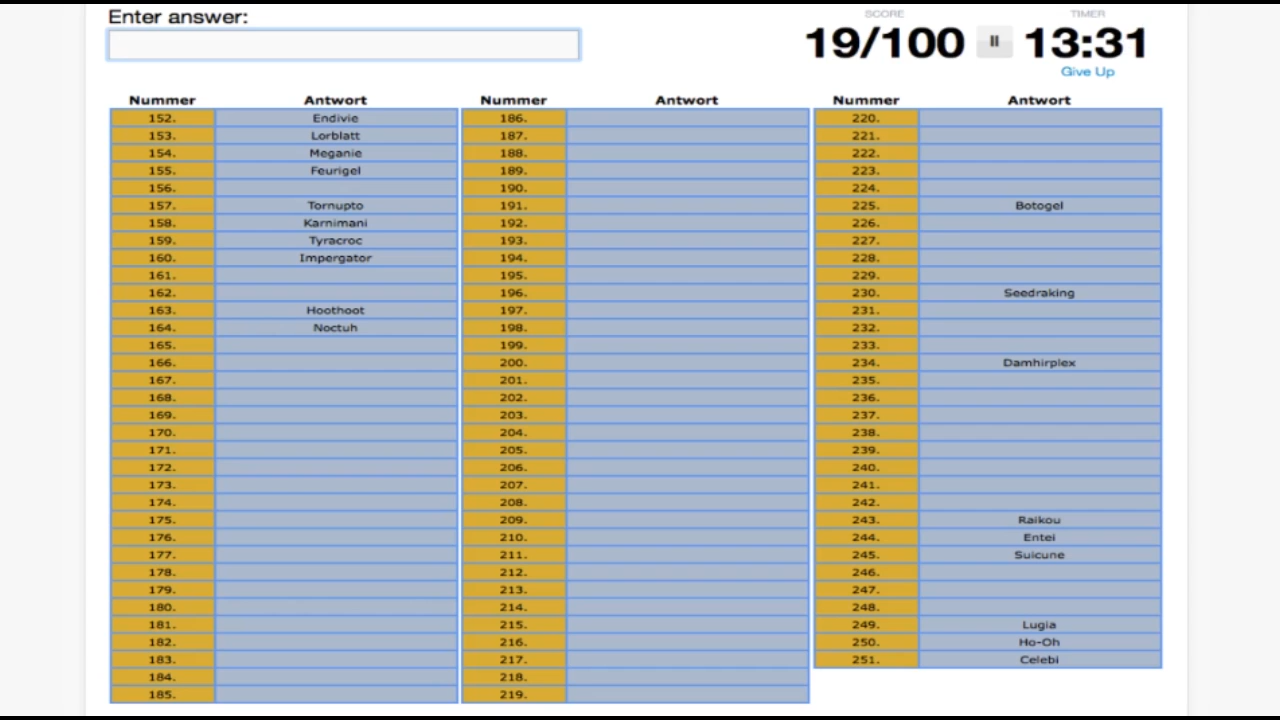 Enter answer:
SCORE
TIMER
19/100
13:31
Give Up
Nummer Antwort Nummer Antwort Nummer Antwort
152. Endivie 186. 220.
153. Lorblatt 187. 221.
154. Meganie 188. 222.
155. Feurigel 189. 223.
156. 190. 224.
157. Tornupto 191. 225. Botogel
158. Karnimani 192. 226.
159. Tyracroc 193. 227.
160. Impergator 194. 228.
161. 195. 229.
162. 196. 230. Seedraking
163. Hoothoot 197. 231.
164. Noctuh 198. 232.
165. 199. 233.
166. 200. 234. Damhirplex
167. 201. 235.
168. 202. 236.
169. 203. 237.
170. 204. 238.
171. 205. 239.
172. 206. 240.
173. 207. 241.
174. 208. 242.
175. 209. 243. Raikou
176. 210. 244. Entei
177. 211. 245. Suicune
178. 212. 246.
179. 213. 247.
180. 214. 248.
181. 215. 249. Lugia
182. 216. 250. Ho-Oh
183. 217. 251. Celebi
184. 218.
185. 219.